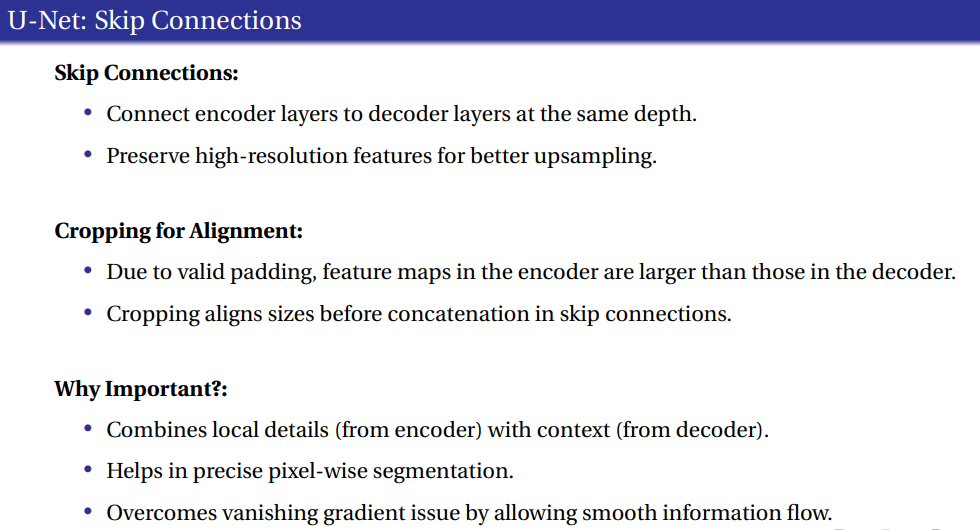 U-Net: Skip Connections
Skip Connections:
• Connect encoder layers to decoder layers at the same depth.
• Preserve high-resolution features for better upsampling.
Cropping for Alignment:
• Due to valid padding, feature maps in the encoder are larger than those in the decoder.
• Cropping aligns sizes before concatenation in skip connections.
Why Important?:
• Combines local details (from encoder) with context (from decoder).
• Helps in precise pixel-wise segmentation.
• Overcomes vanishing gradient issue by allowing smooth information flow.